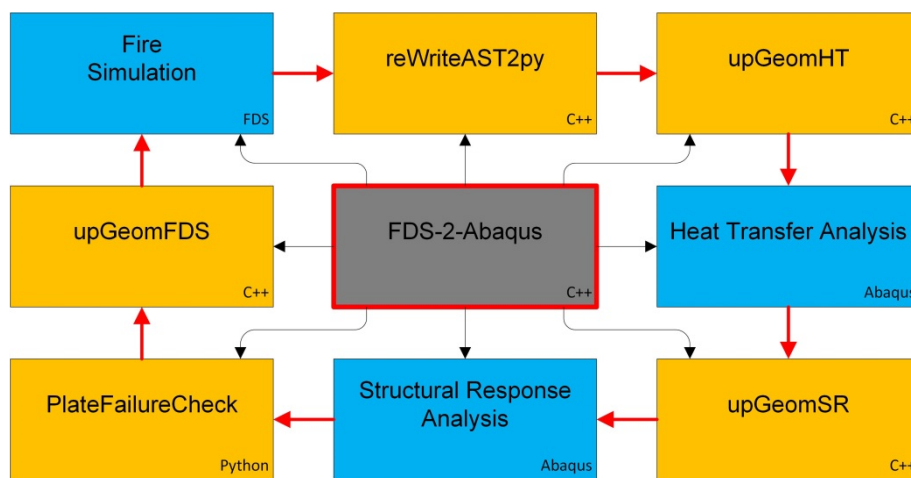 Fire
Simulation
FDS
reWriteAST2py
C++
upGeomHT
C++
upGeomFDS
C++
FDS-2-Abaqus
C++
Heat Transfer Analysis
Abaqus
PlateFailureCheck
Python
Structural Response
Analysis
Abaqus
upGeomSR
C++